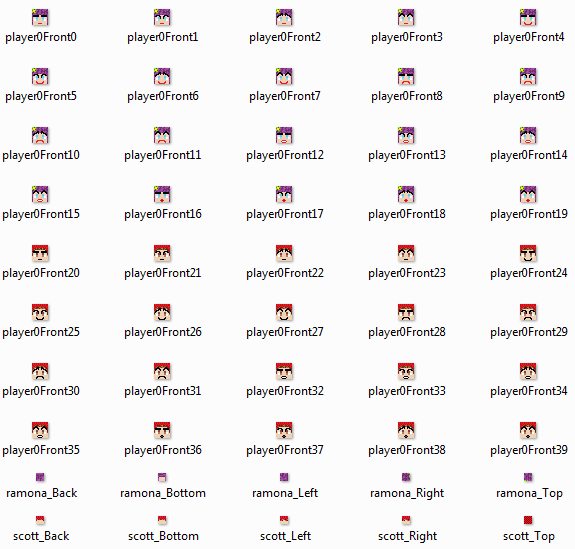 player0Front0 player0Front1 player0Front2 player0Front3 player0Front4
player0Front5 player0Front6 player0Front7 player0Front8 player0Front9
player0Front10 player0Front11 player0Front12 player0Front13 player0Front14
player0Front15 player0Front16 player0Front17 player0Front18 player0Front19
player0Front20 player0Front21 player0Front22 player0Front23 player0Front24
player0Front25 player0Front26 player0Front27 player0Front28 player0Front29
player0Front30 player0Front31 player0Front32 player0Front33 player0Front34
player0Front35 player0Front36 player0Front37 player0Front38 player0Front39
ramona_Back ramona_Bottom ramona_Left ramona_Right ramona_Top
scott_Back scott_Bottom scott_Left scott_Right scott_Top